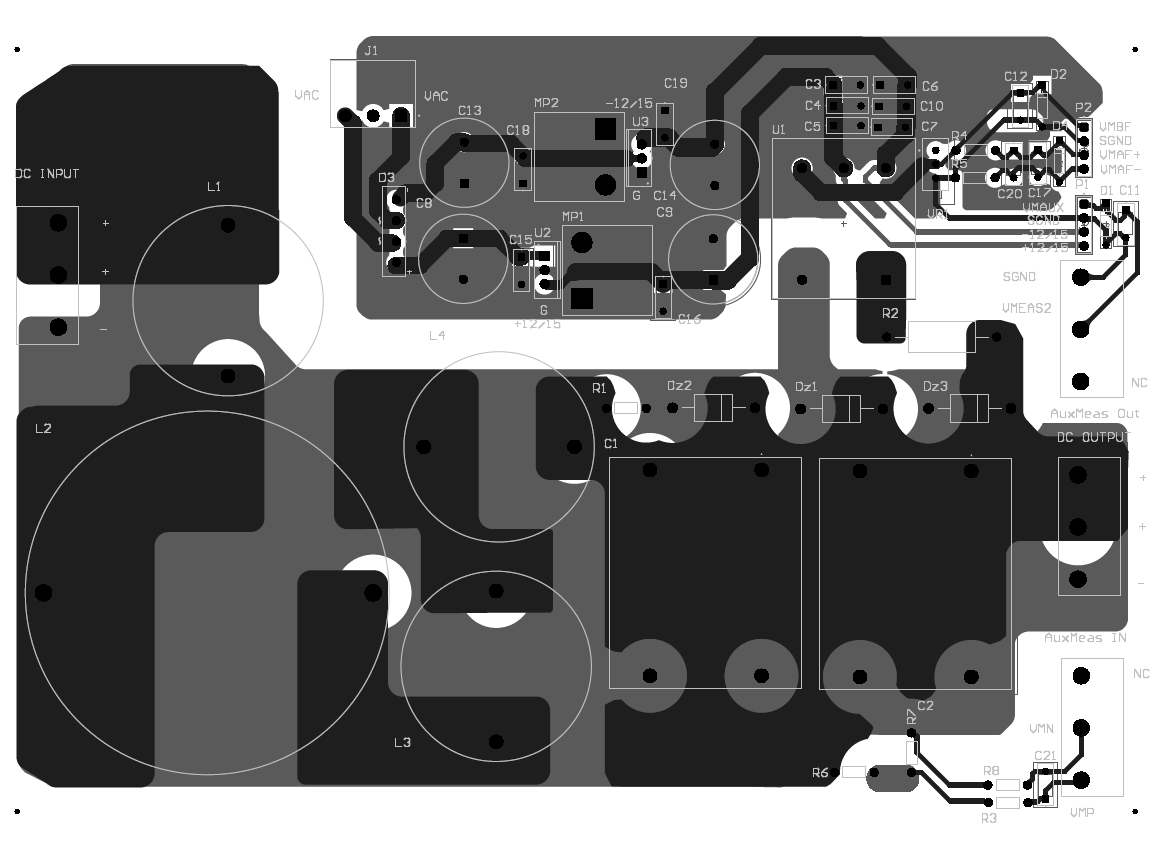 J1
VAC
VAC
C13
C18
MP2
-12/15
U3
G
C19
C14
C9
U1
C3
C4
C5
C6
C10
C7
C12
D2
P2
VMBF
SGND
VMAF+
VMAF-
R4
R5
C20
C17
P1
D1
C11
VMAUX
SGND
-12/15
+12/15
DC INPUT
+
+
-
L1
D3
C8
C15
U2
MP1
G
+12/15
C16
L4
+
R2
SGND
VMEAS2
NC
AuxMeas Out
R1
Dz2
Dz1
Dz3
L2
C1
DC OUTPUT
+
+
-
AuxMeas IN
NC
VMN
VMP
L3
C2
R7
R6
R8
R3
C21